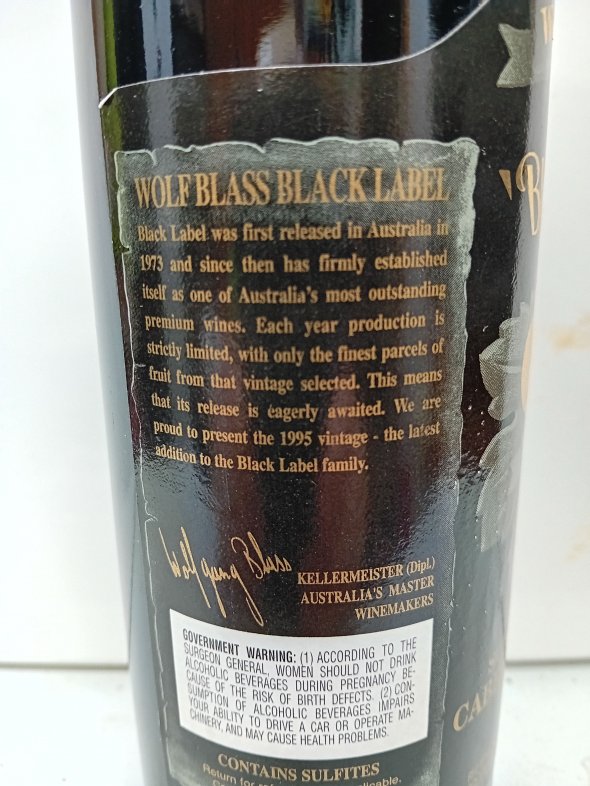 WOLF BLASS BLACK LABEL
Black Label was first released in Australia in
1973 and since then has firmly established
itself as one of Australia's most outstanding
premium wines. Each year production is
strictly limited, with only the finest parcels of
fruit from that vintage selected. This means
that its release is eagerly awaited. We are
proud to present the 1995 vintage - the latest
addition to the Black Label family.
Wolfgang Blass
KELLERMEISTER (Dipl.)
AUSTRALIA'S MASTER
WINEMAKERS
GOVERNMENT WARNING: (1) ACCORDING TO THE
SURGEON GENERAL, WOMEN SHOULD NOT DRINK
ALCOHOLIC BEVERAGES DURING PREGNANCY BE-
CAUSE OF THE RISK OF BIRTH DEFECTS. (2) CON-
SUMPTION OF ALCOHOLIC BEVERAGES IMPAIRS
YOUR ABILITY TO DRIVE A CAR OR OPERATE MA-
CHINERY, AND MAY CAUSE HEALTH PROBLEMS.
CONTAINS SULFITES
Return for